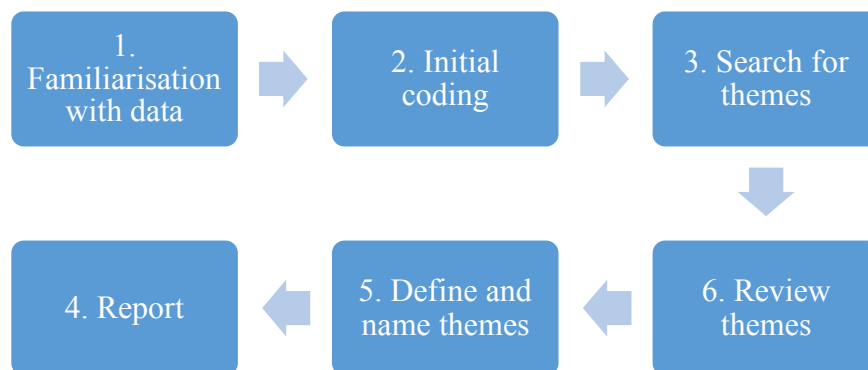 1.
Familiarisation
with data
2. Initial
coding
3. Search for
themes
4. Report
5. Define and
name themes
6. Review
themes